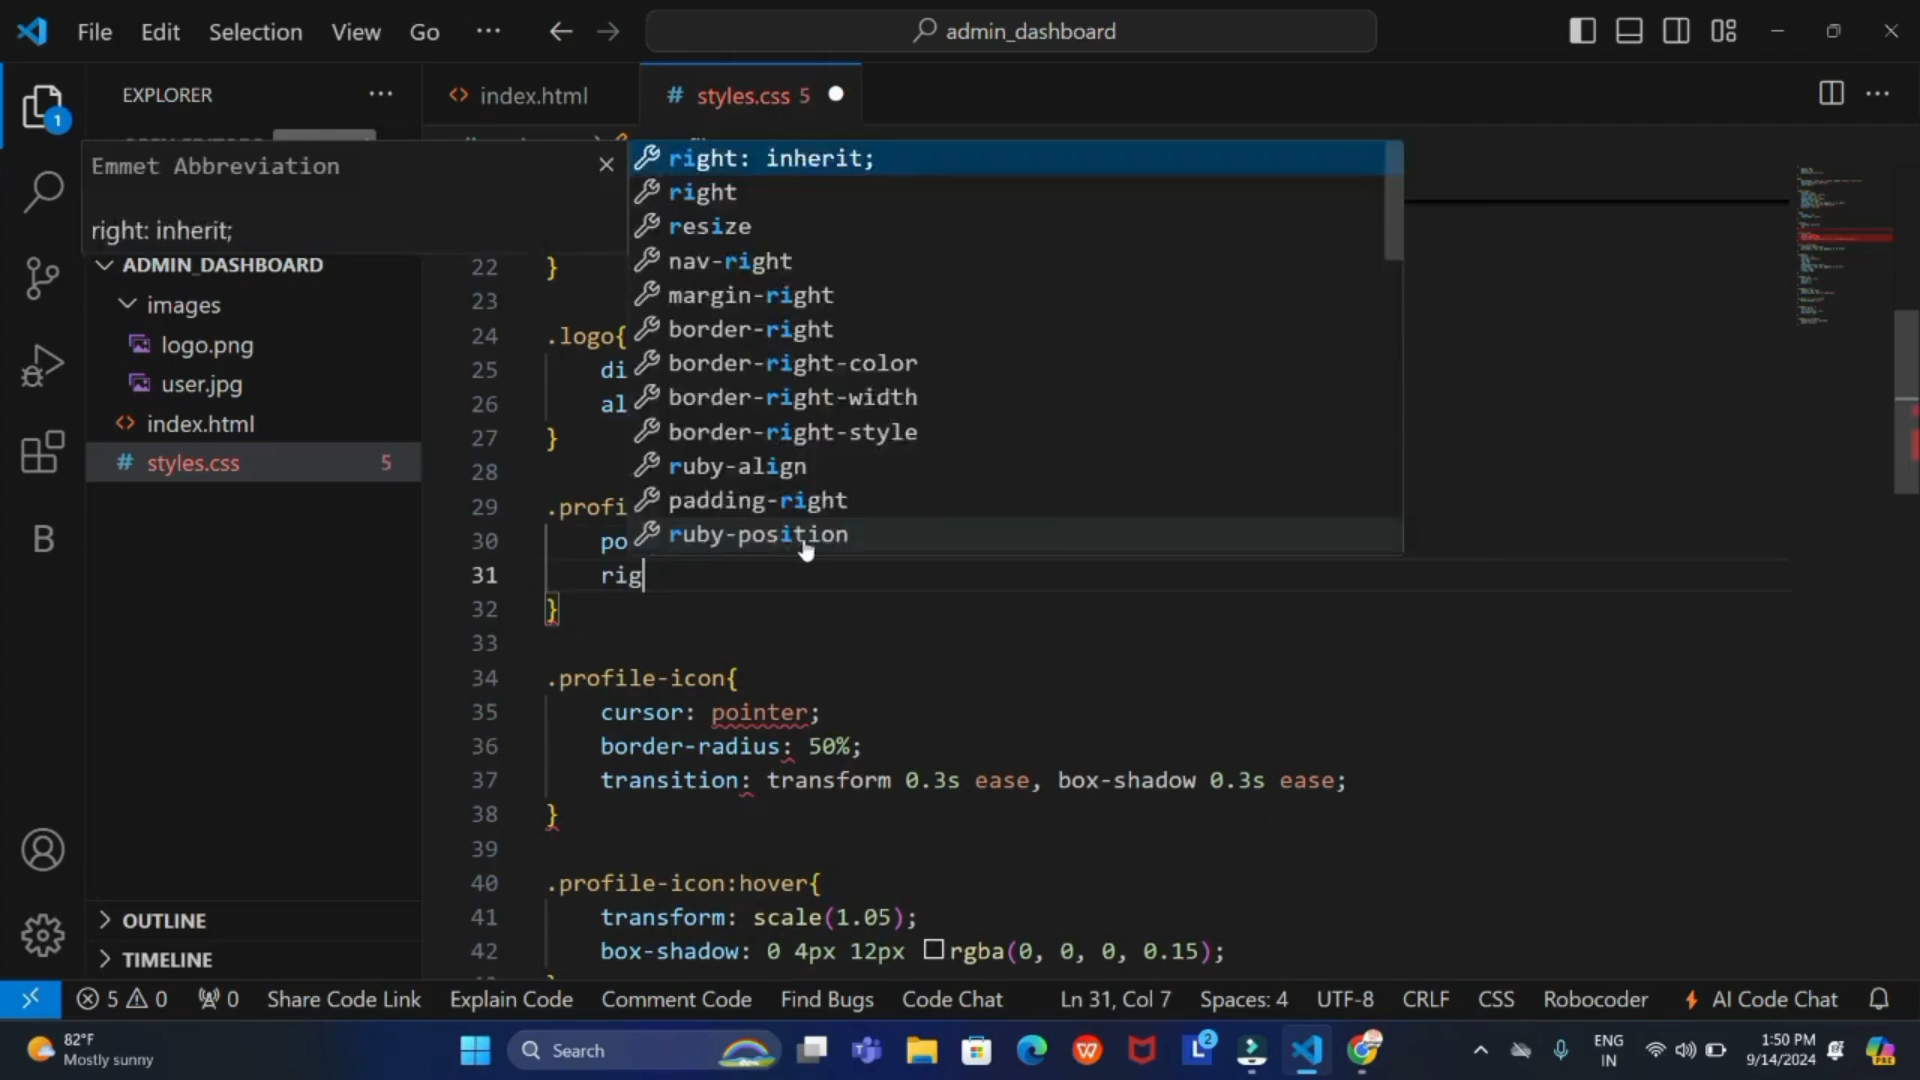 File Edit Selection View Go ··· admin_dashboard
EXPLORER ··· index.html # styles.css 5 ···
1
Emmet Abbreviation
right: inherit;
right: inherit;
right
resize
nav-right
margin-right
border-right
border-right-color
border-right-width
border-right-style
ruby-align
padding-right
ruby-position
ADMIN_DASHBOARD
images
logo.png
user.jpg
index.html
# styles.css 5
B
OUTLINE
TIMELINE
22 }
23
24 .logo{
25 di
26 al
27 }
28
29 .profi
30 po
31 rig
32 }
33
34 .profile-icon{
35 cursor: pointer;
36 border-radius: 50%;
37 transition: transform 0.3s ease, box-shadow 0.3s ease;
38 }
39
40 .profile-icon:hover{
41 transform: scale(1.05);
42 box-shadow: 0 4px 12px rgba(0, 0, 0, 0.15);
5 0 0 Share Code Link Explain Code Comment Code Find Bugs Code Chat Ln 31, Col 7 Spaces: 4 UTF-8 CRLF CSS Robocoder AI Code Chat
82°F
Mostly sunny
Search
2
ENG
IN
1:50 PM
9/14/2024
PRE